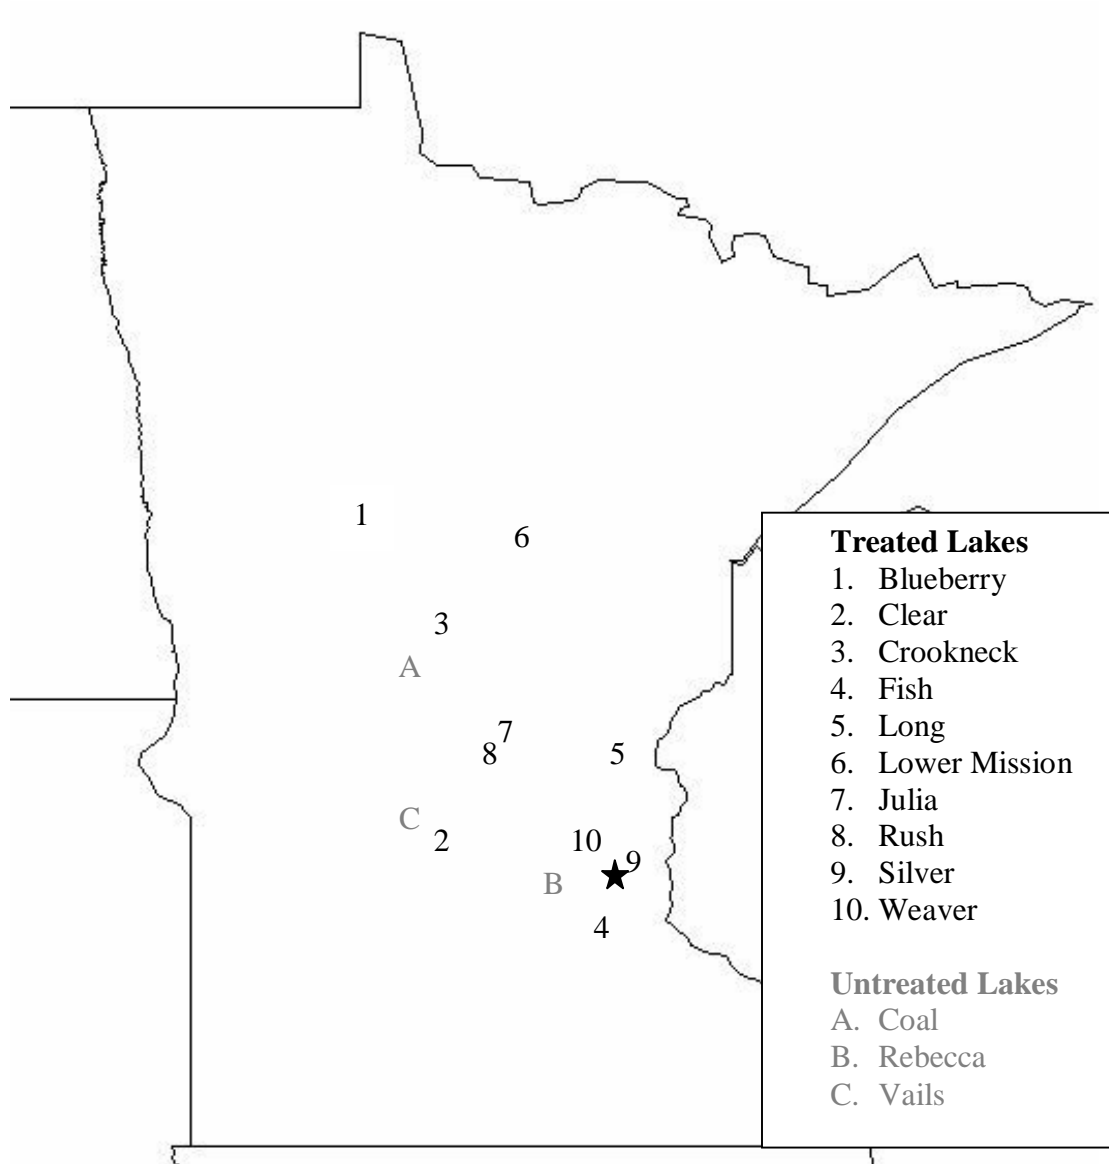 1
6
3
A
7
8
5
C
2
10
9
B
4
Treated Lakes
1. Blueberry
2. Clear
3. Crookneck
4. Fish
5. Long
6. Lower Mission
7. Julia
8. Rush
9. Silver
10. Weaver
Untreated Lakes
A. Coal
B. Rebecca
C. Vails